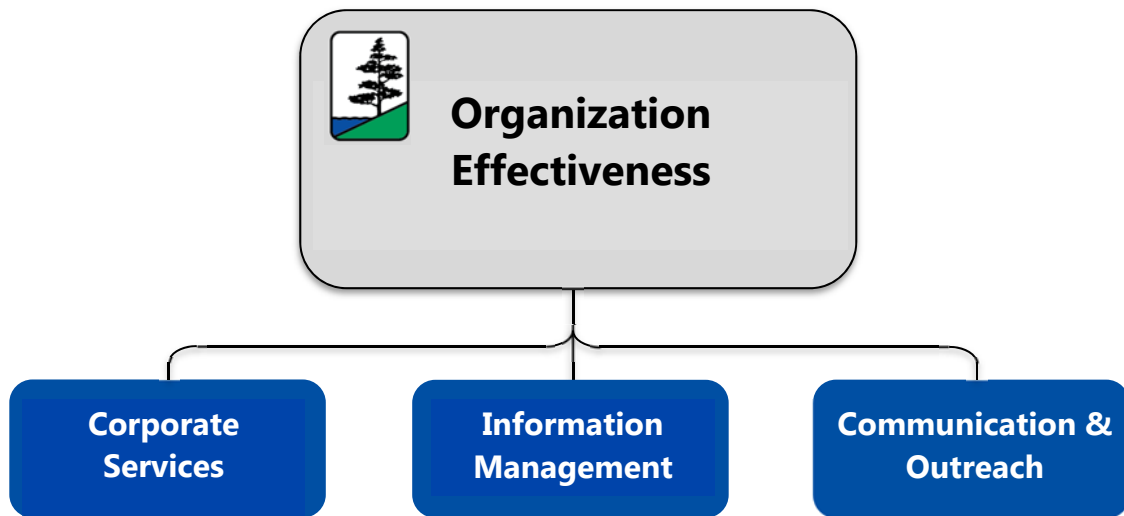 Organization
Effectiveness
Corporate
Services
Information
Management
Communication &
Outreach